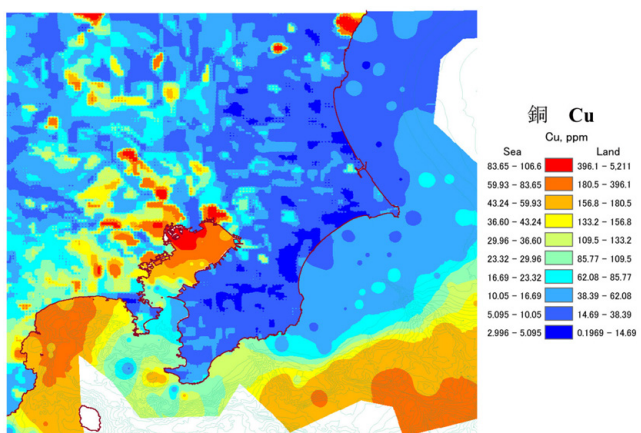 銅 Cu
Cu, ppm
Sea Land
83.65 − 106.6 396.1 − 5,211
59.93 − 83.65 180.5 − 396.1
43.24 − 59.93 156.8 − 180.5
36.60 − 43.24 133.2 − 156.8
29.96 − 36.60 109.5 − 133.2
23.32 − 29.96 85.77 − 109.5
16.69 − 23.32 62.08 − 85.77
10.05 − 16.69 38.39 − 62.08
5.095 − 10.05 14.69 − 38.39
2.996 − 5.095 0.1969 − 14.69